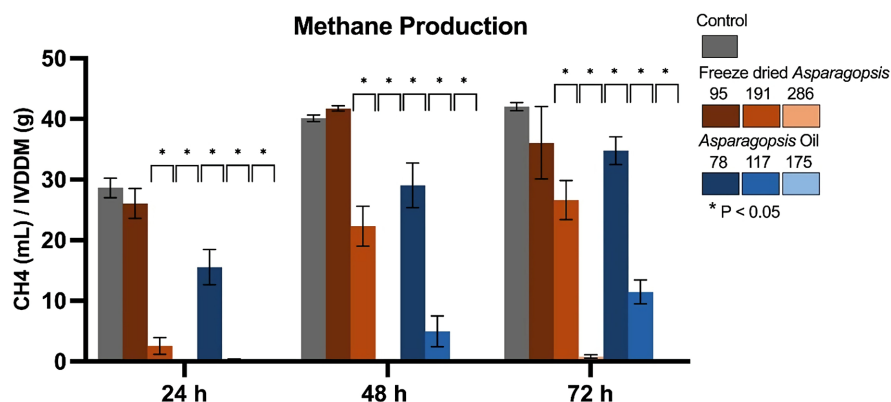 Methane Production
Control
Freeze dried Asparagopsis
95 191 286
Asparagopsis Oil
78 117 175
* P < 0.05
CH4 (mL) / IVDDM (g)
50
40
30
20
10
0
* * * * *
* * * * *
* * * * *
24 h 48 h 72 h